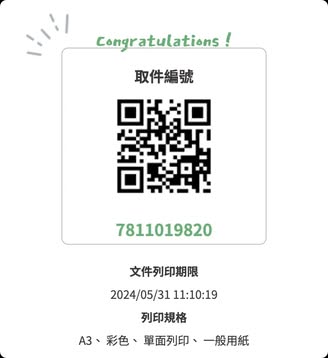 Congratulations!
取件編號
7811019820
文件列印期限
2024/05/31 11:10:19
列印規格
A3、 彩色、 單面列印、 一般用紙